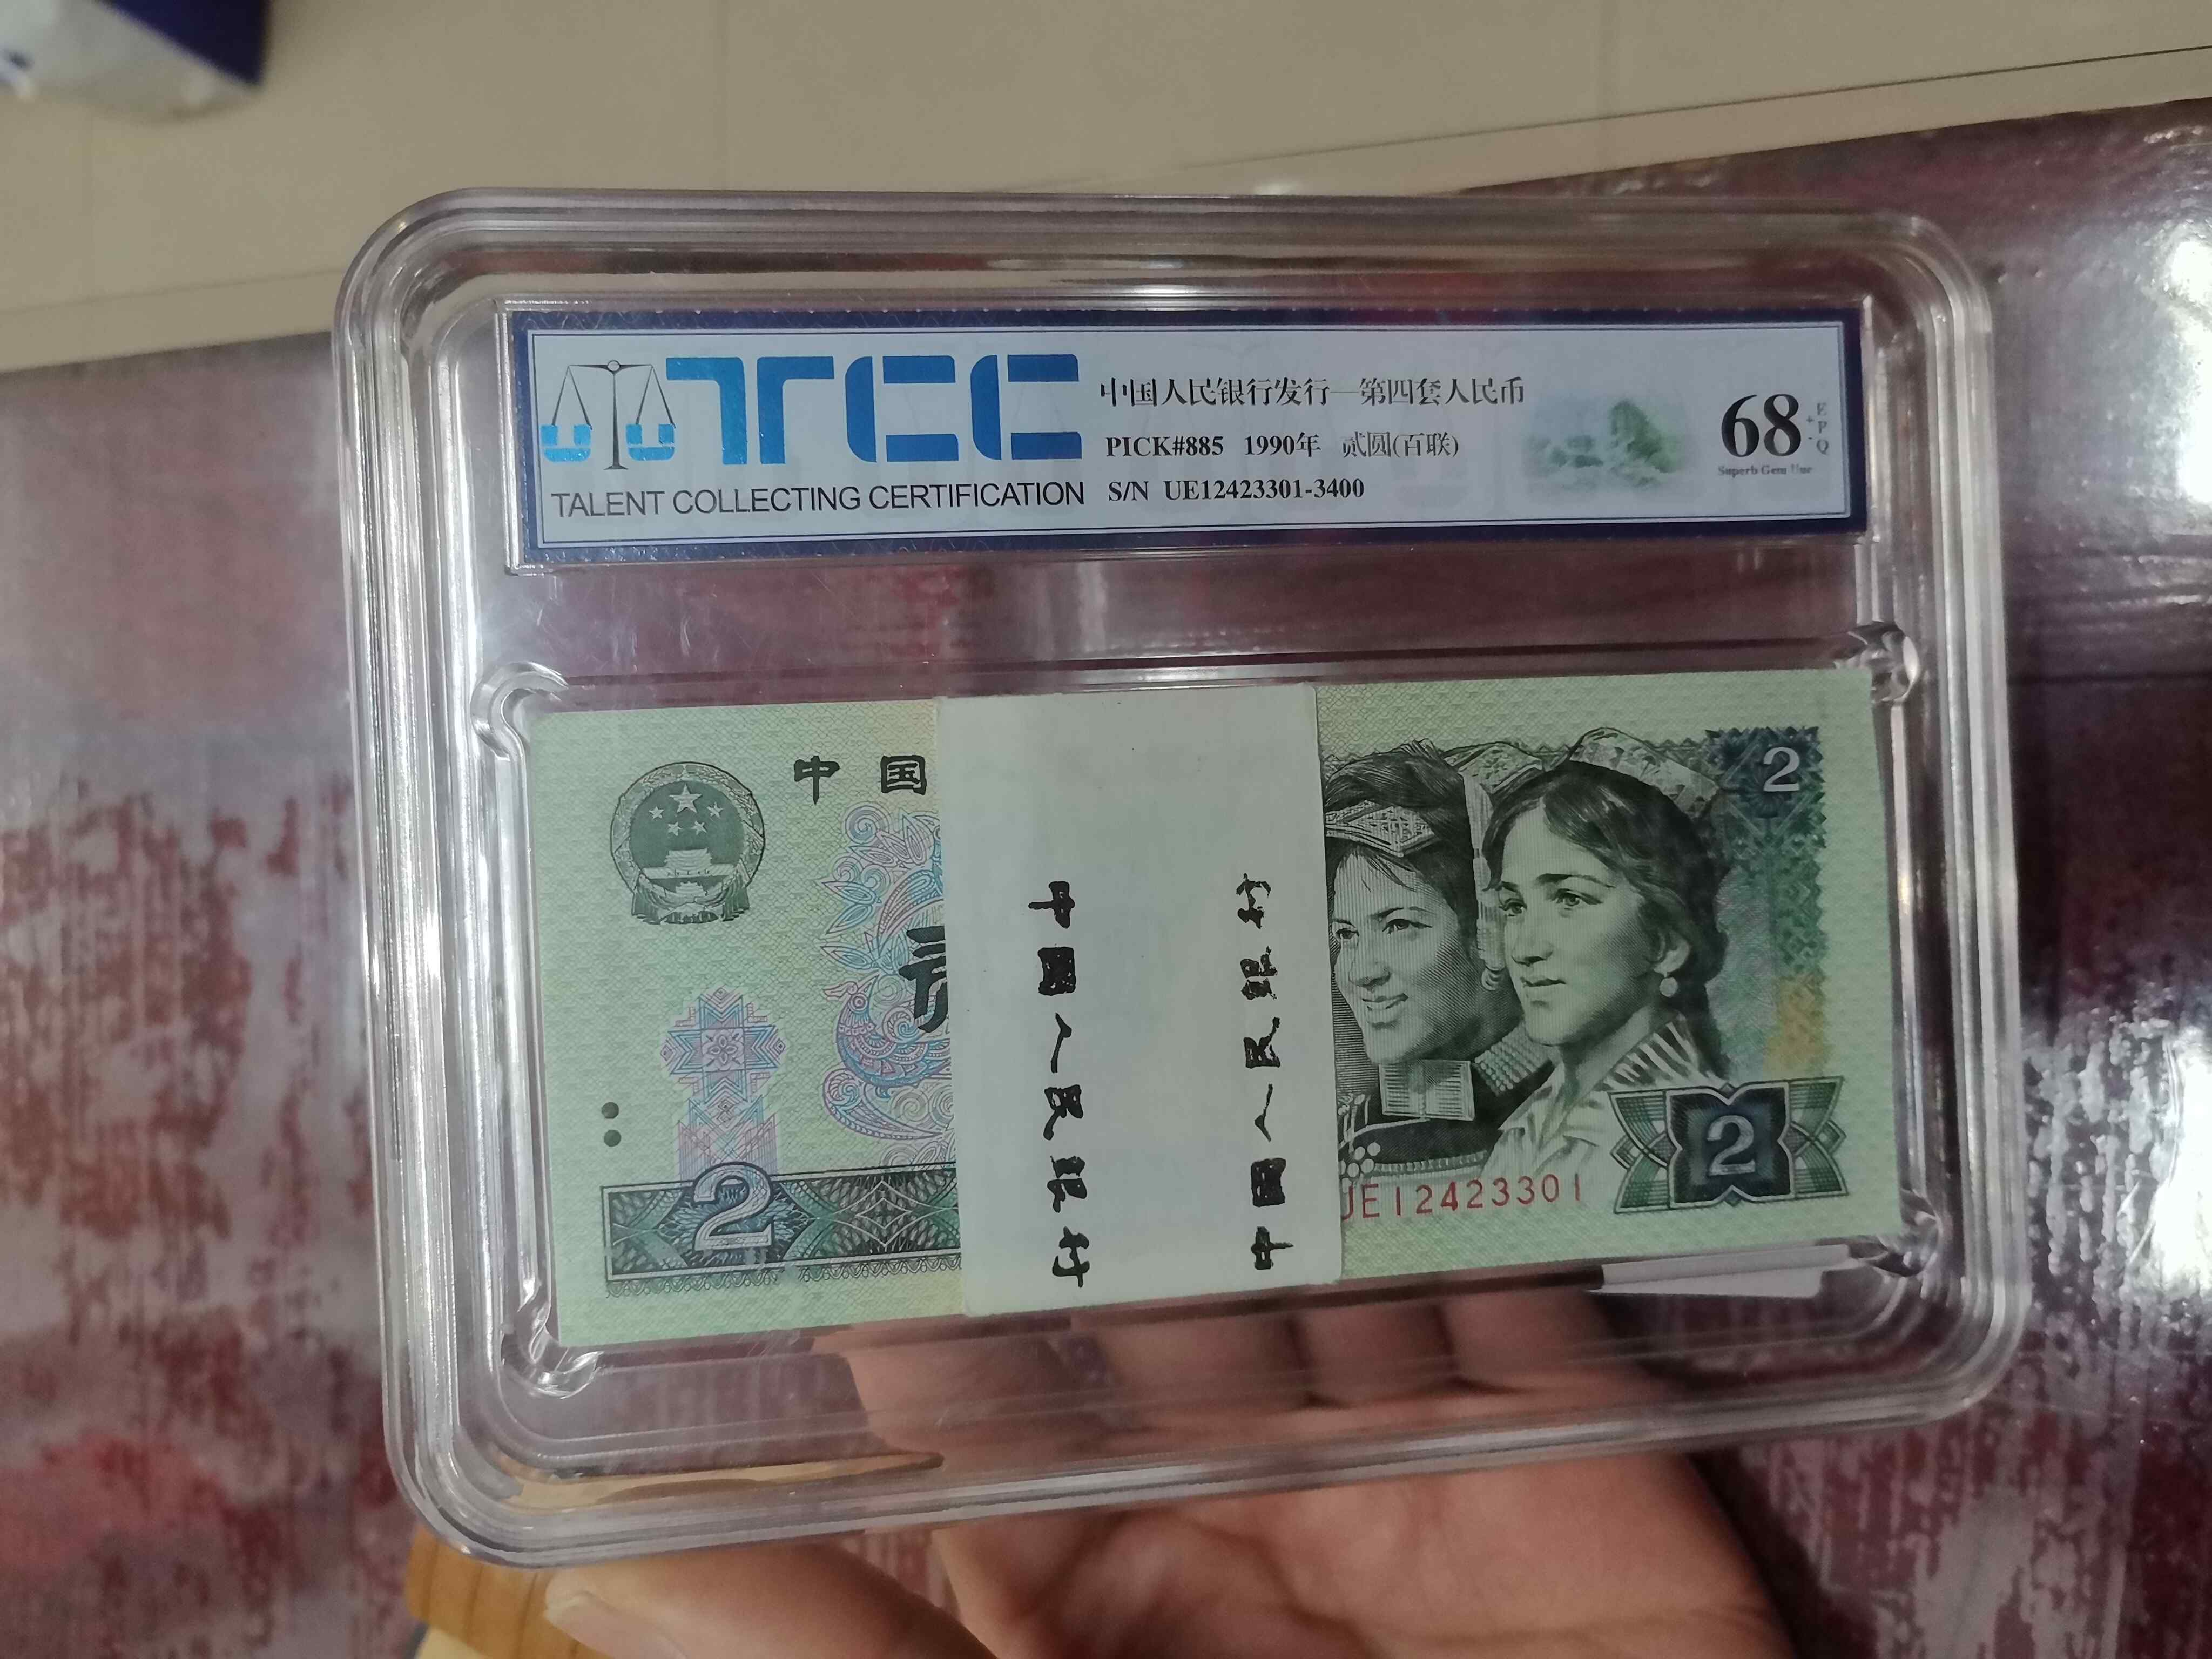 TCC
TALENT COLLECTING CERTIFICATION
中国人民银行发行—第四套人民币
PICK#885 1990年 贰圆(百联)
S/N UE12423301-3400
68
+
EPQ
Superb Gem Unc
中国
2
贰
中国人民银行
中国人民银行
2
UE12423301
2